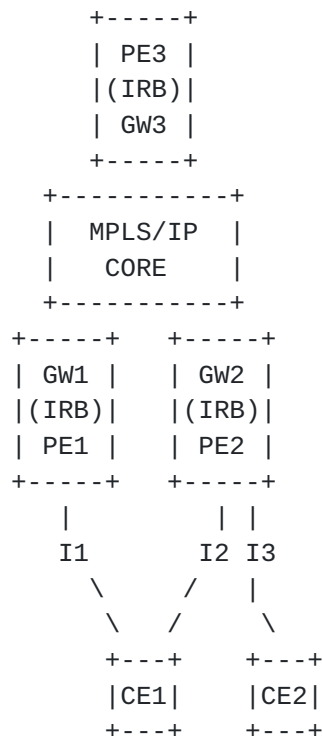 PE3
(IRB)
GW3
MPLS/IP
CORE
GW1 GW2
(IRB) (IRB)
PE1 PE2
I1 I2 I3
CE1 CE2